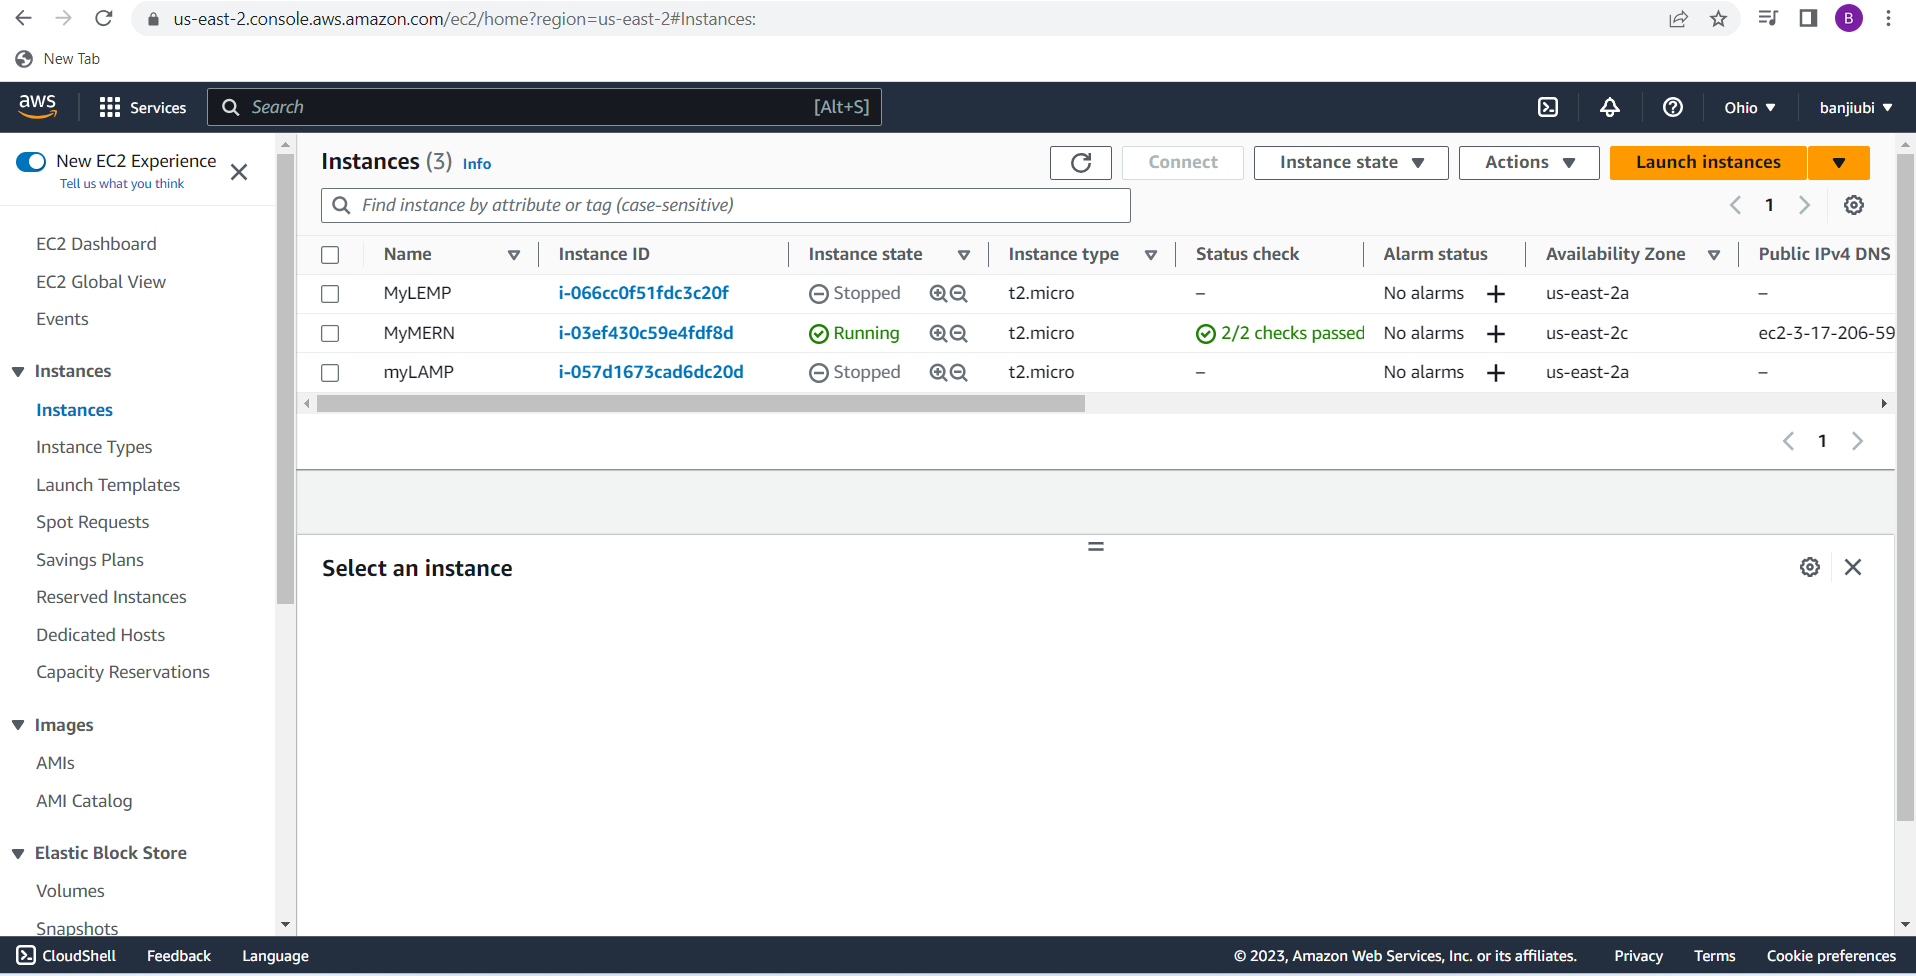 us-east-2.console.aws.amazon.com/ec2/home?region=us-east-2#Instances:
B
New Tab
aws
Services
Search
[Alt+S]
Ohio
banjiubi
New EC2 Experience
Tell us what you think
EC2 Dashboard
EC2 Global View
Events
Instances
Instances
Instance Types
Launch Templates
Spot Requests
Savings Plans
Reserved Instances
Dedicated Hosts
Capacity Reservations
Images
AMIs
AMI Catalog
Elastic Block Store
Volumes
Snapshots
Instances (3) Info
Connect
Instance state
Actions
Launch instances
Find instance by attribute or tag (case-sensitive)
1
Name Instance ID Instance state Instance type Status check Alarm status Availability Zone Public IPv4 DNS
MyLEMP i-066cc0f51fdc3c20f Stopped t2.micro – No alarms + us-east-2a –
MyMERN i-03ef430c59e4fdf8d Running t2.micro 2/2 checks passed No alarms + us-east-2c ec2-3-17-206-59
myLAMP i-057d1673cad6dc20d Stopped t2.micro – No alarms + us-east-2a –
1
Select an instance
CloudShell Feedback Language © 2023, Amazon Web Services, Inc. or its affiliates. Privacy Terms Cookie preferences